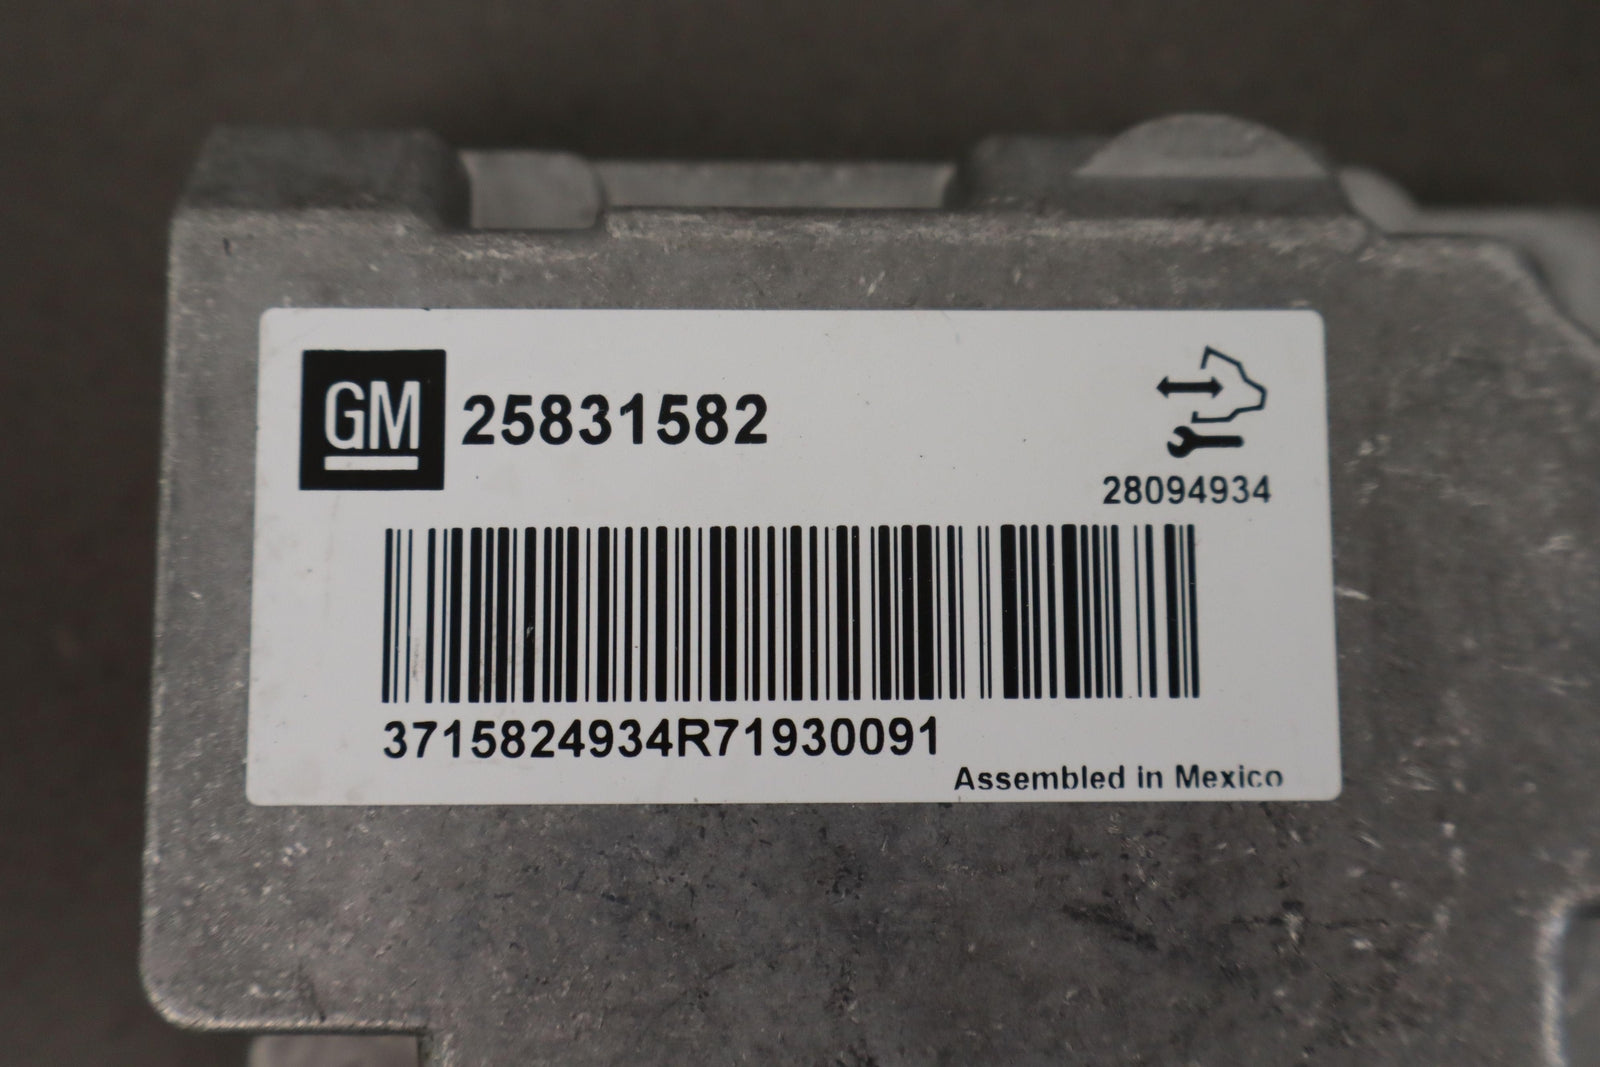 GM 25831582
28094934
3715824934R71930091
Assembled in Mexico